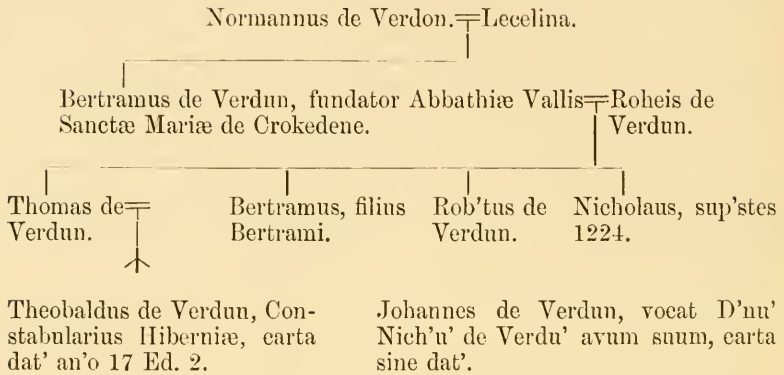 Normannus de Verdon.=Lecelina.
Bertramus de Verdun, fundator Abbathiæ Vallis=Roheis de
Sanctæ Mariæ de Crokedene. Verdun.
Thomas de= Bertramus, filius Rob'tus de Nicholaus, sup'stes
Verdun. Bertrami. Verdun. 1224.
Theobaldus de Verdun, Con- Johannes de Verdun, vocat D'nu'
stabularius Hiberniæ, carta Nich'u' de Verdu' avum suum, carta
dat' an'o 17 Ed. 2. sine dat'.